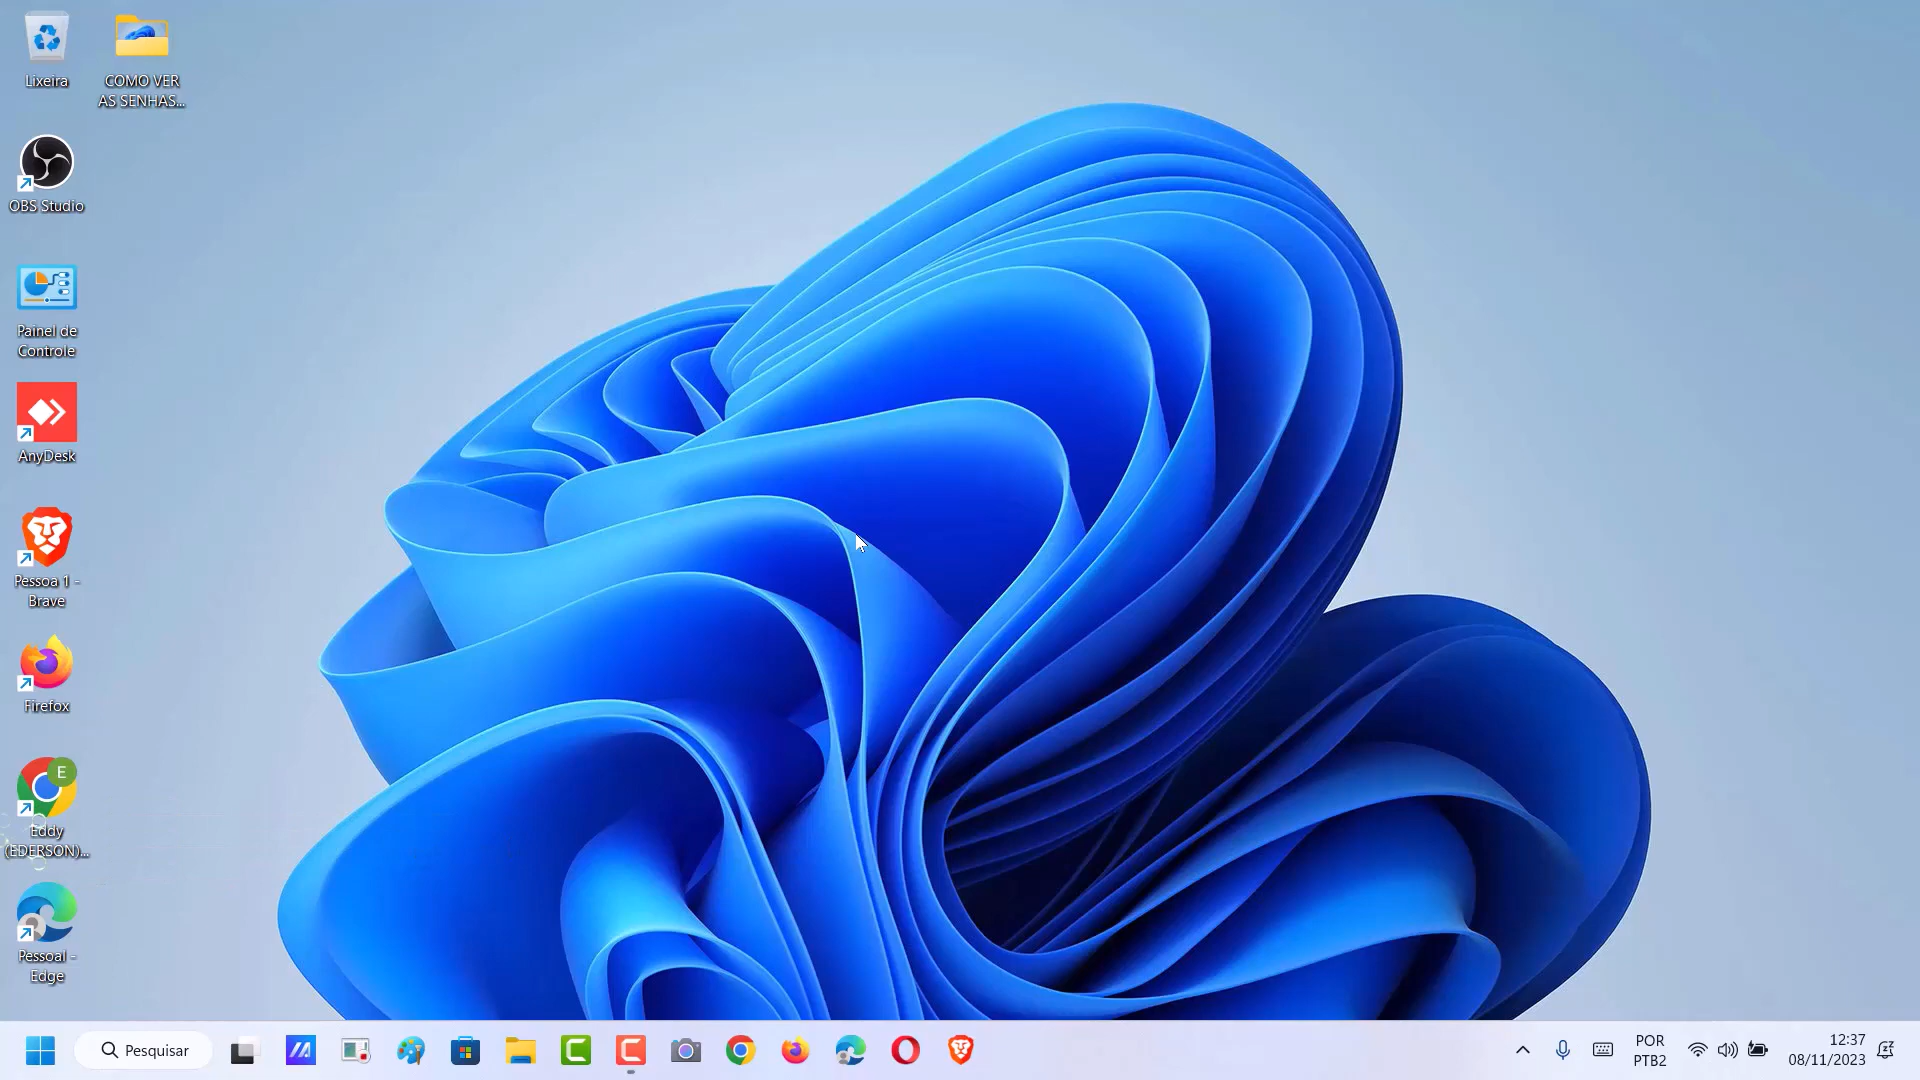 Lixeira
COMO VER
AS SENHAS...
OBS Studio
Painel de
Controle
AnyDesk
Pessoa 1 -
Brave
Firefox
E
Eddy
(EDERSON)...
Pessoal -
Edge
Pesquisar
POR
PTB2
12:37
08/11/2023